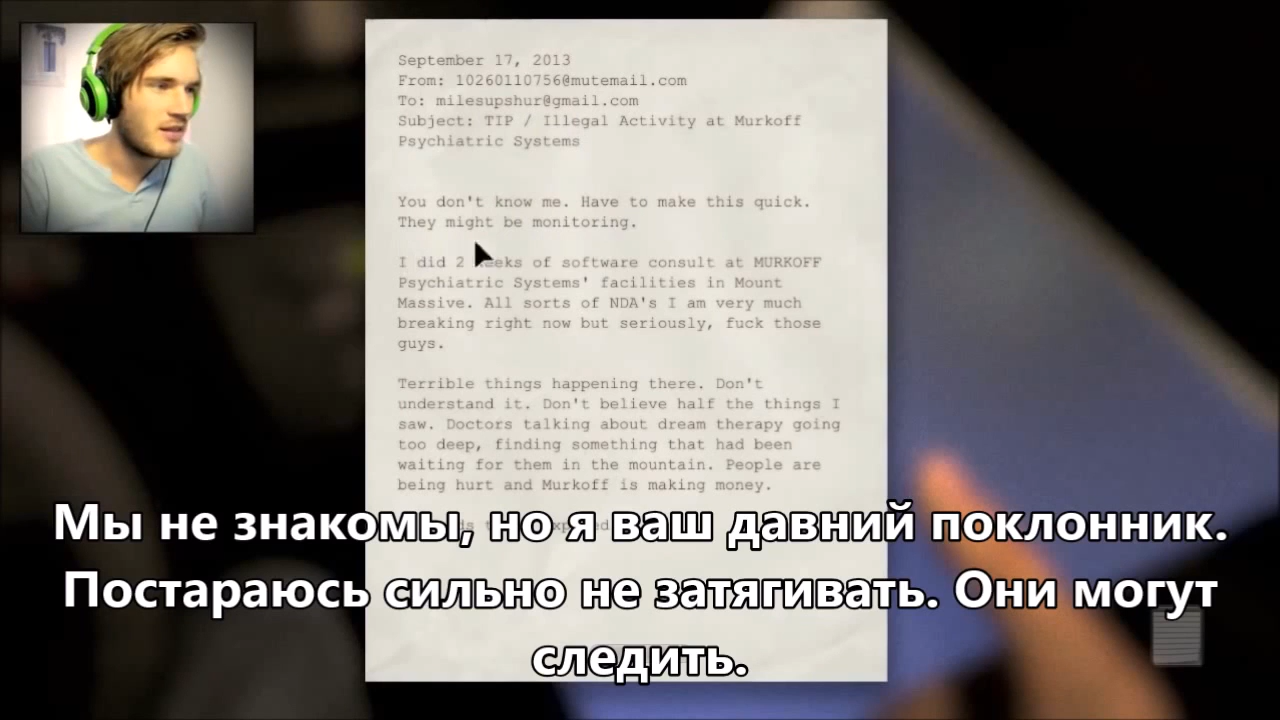 September 17, 2013
From: 10260110756@mutemail.com
To: milesupshur@gmail.com
Subject: TIP / Illegal Activity at Murkoff
Psychiatric Systems
You don't know me. Have to make this quick.
They might be monitoring.
I did 2 weeks of software consult at MURKOFF
Psychiatric Systems' facilities in Mount
Massive. All sorts of NDA's I am very much
breaking right now but seriously, fuck those
guys.
Terrible things happening there. Don't
understand it. Don't believe half the things I
saw. Doctors talking about dream therapy going
too deep, finding something that had been
waiting for them in the mountain. People are
being hurt and Murkoff is making money.
Мы не знакомы, но я ваш давний поклонник.
Постараюсь сильно не затягивать. Они могут
следить.